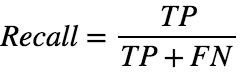 Recall = TP / (TP + FN)